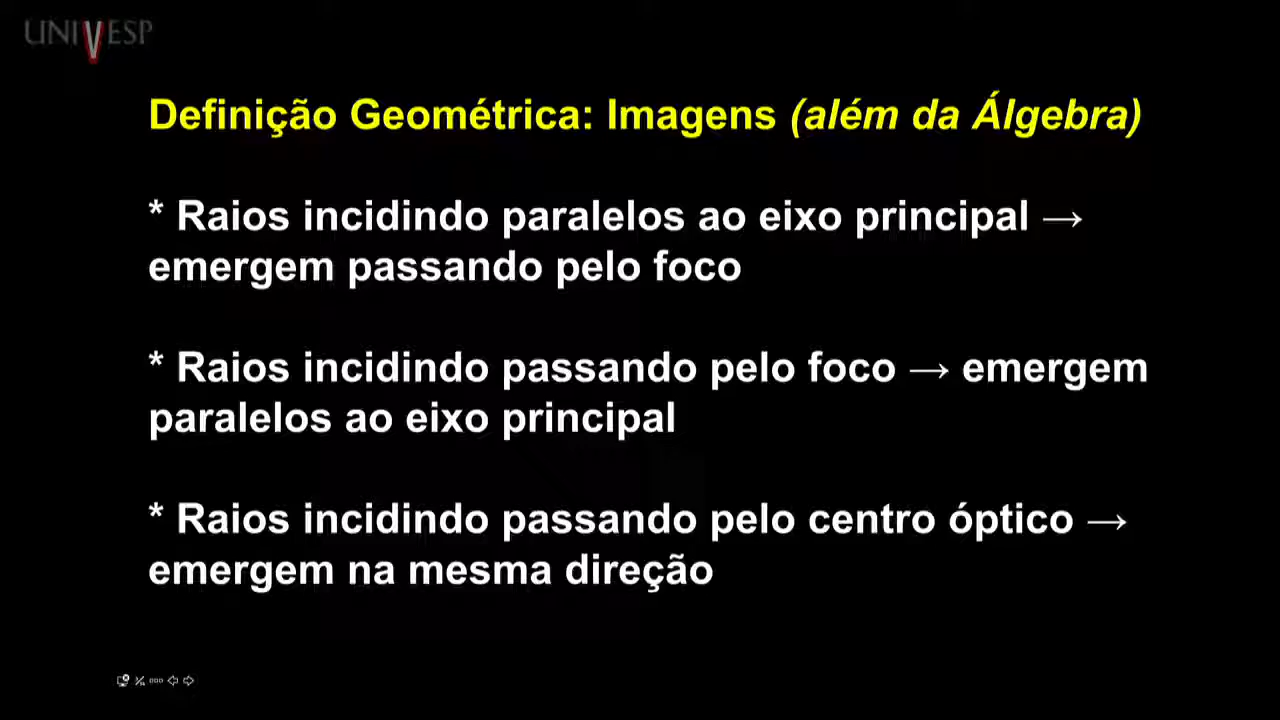 UNIVESP
Definição Geométrica: Imagens (além da Álgebra)
* Raios incidindo paralelos ao eixo principal →
emergem passando pelo foco
* Raios incidindo passando pelo foco → emergem
paralelos ao eixo principal
* Raios incidindo passando pelo centro óptico →
emergem na mesma direção